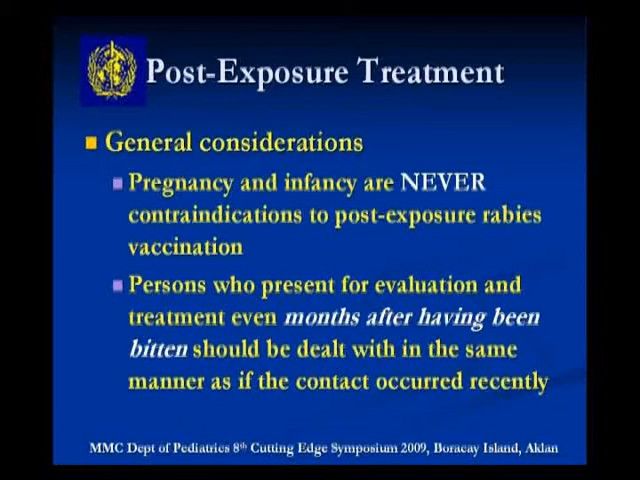 Post-Exposure Treatment
General considerations
Pregnancy and infancy are NEVER
contraindications to post-exposure rabies
vaccination
Persons who present for evaluation and
treatment even months after having been
bitten should be dealt with in the same
manner as if the contact occurred recently
MMC Dept of Pediatrics 8th Cutting Edge Symposium 2009, Boracay Island, Aklan